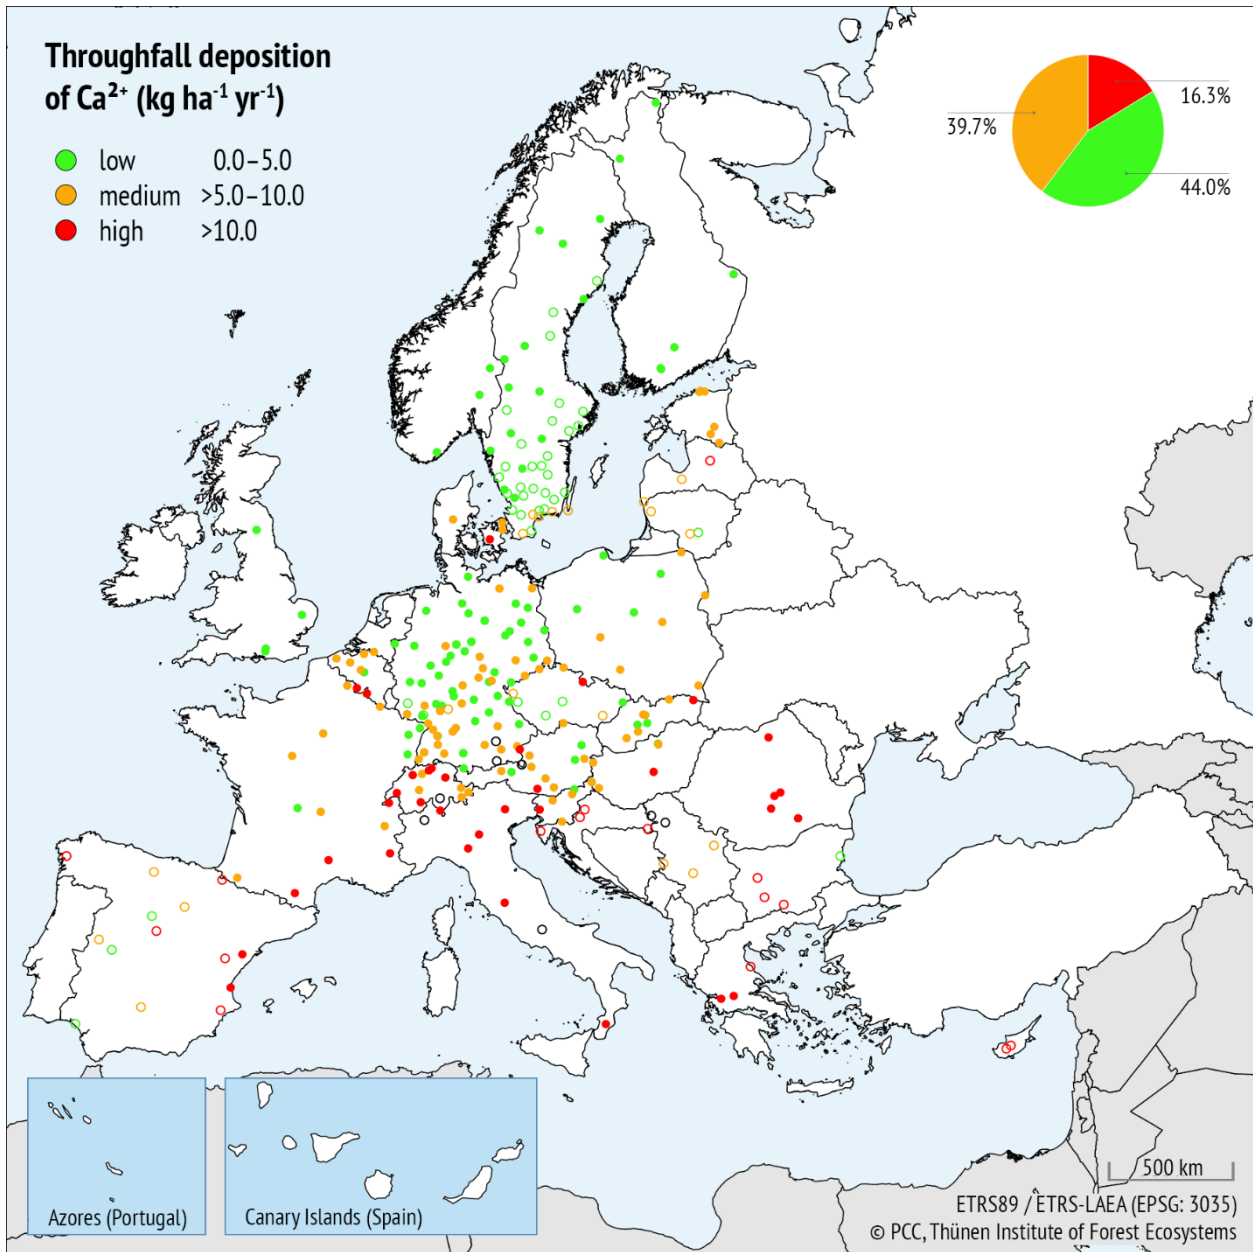 Throughfall deposition
of Ca²⁺ (kg ha⁻¹ yr⁻¹)
low 0.0–5.0
medium >5.0–10.0
high >10.0
16.3%
39.7%
44.0%
500 km
ETRS89 / ETRS-LAEA (EPSG: 3035)
© PCC, Thünen Institute of Forest Ecosystems
Azores (Portugal)
Canary Islands (Spain)